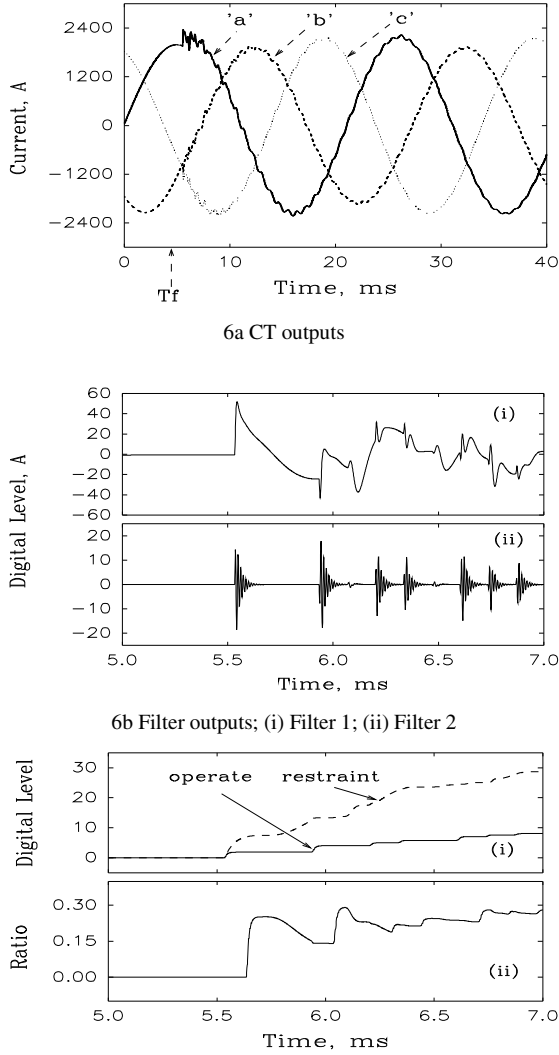 2400
1200
0
−1200
−2400
Current, A
'a'
'b'
'c'
0
10
20
30
40
Tf
Time, ms
6a CT outputs
60
40
20
0
−20
−40
−60
(i)
Digital Level, A
20
10
0
−10
−20
(ii)
5.0
5.5
6.0
6.5
7.0
Time, ms
6b Filter outputs; (i) Filter 1; (ii) Filter 2
Digital Level
30
20
10
0
operate
restraint
(i)
Ratio
0.30
0.15
0.00
(ii)
5.0
5.5
6.0
6.5
7.0
Time, ms